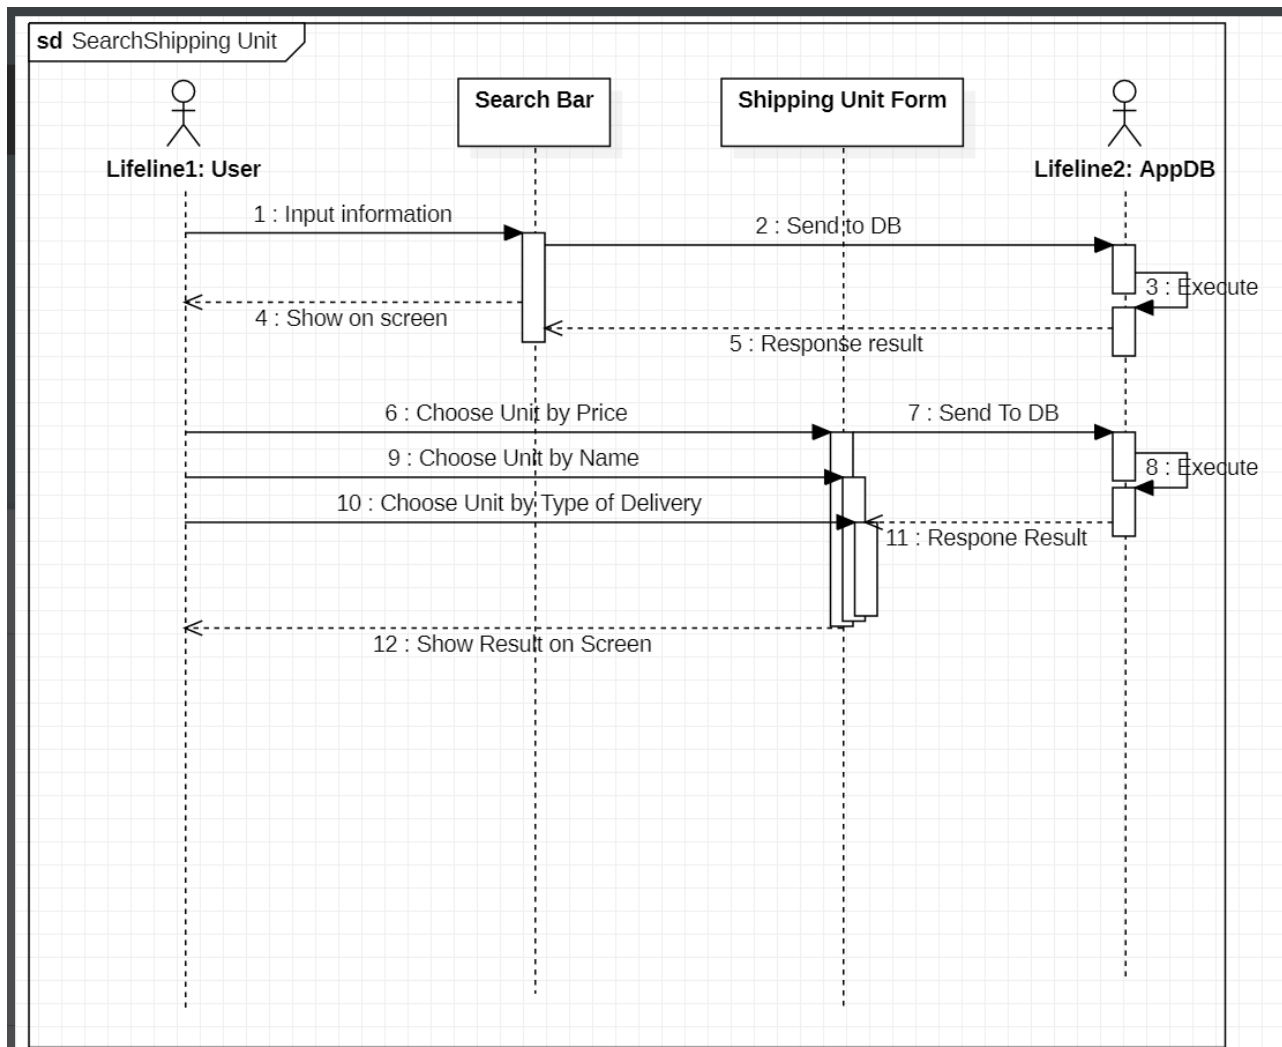 sd SearchShipping Unit
Search Bar
Shipping Unit Form
Lifeline1: User
Lifeline2: AppDB
1 : Input information
2 : Send to DB
3 : Execute
4 : Show on screen
5 : Response result
6 : Choose Unit by Price
7 : Send To DB
9 : Choose Unit by Name
8 : Execute
10 : Choose Unit by Type of Delivery
11 : Respone Result
12 : Show Result on Screen